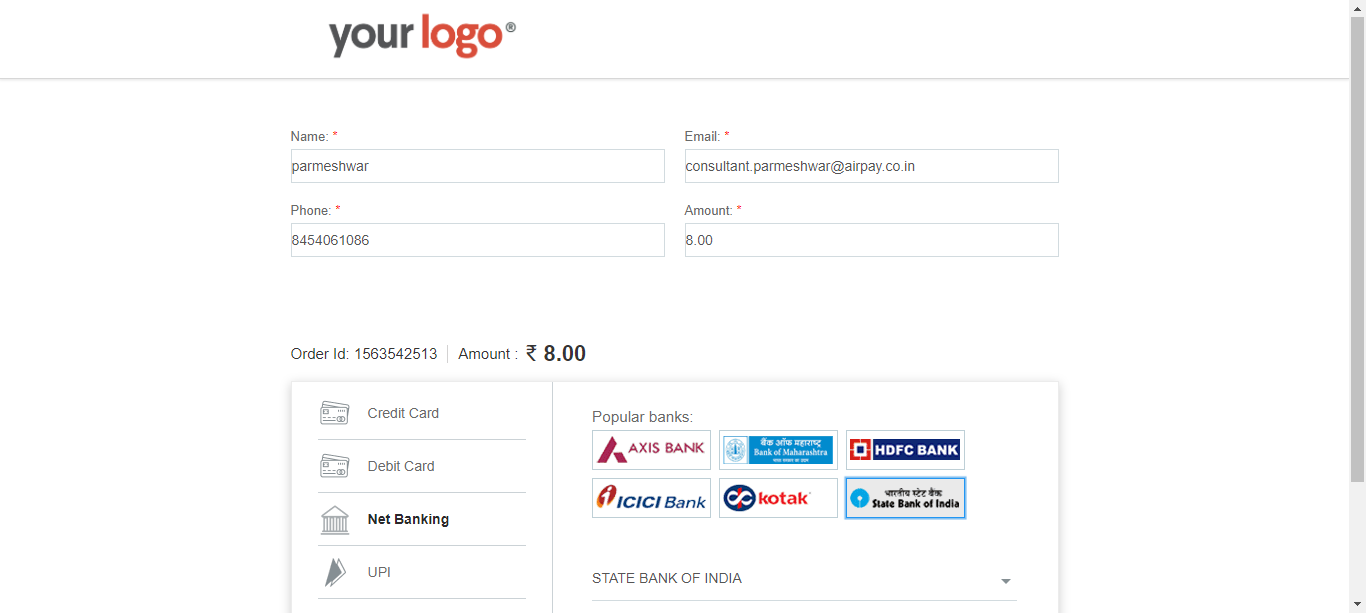 your logo®
Name: *
Email: *
parmeshwar
consultant.parmeshwar@airpay.co.in
Phone: *
Amount: *
8454061086
8.00
Order Id: 1563542513 Amount : ₹ 8.00
Credit Card
Debit Card
Net Banking
UPI
Popular banks:
AXIS BANK
बैंक ऑफ महाराष्ट्र
Bank of Maharashtra
HDFC BANK
ICICI Bank
kotak
भारतीय स्टेट बैंक
State Bank of India
STATE BANK OF INDIA